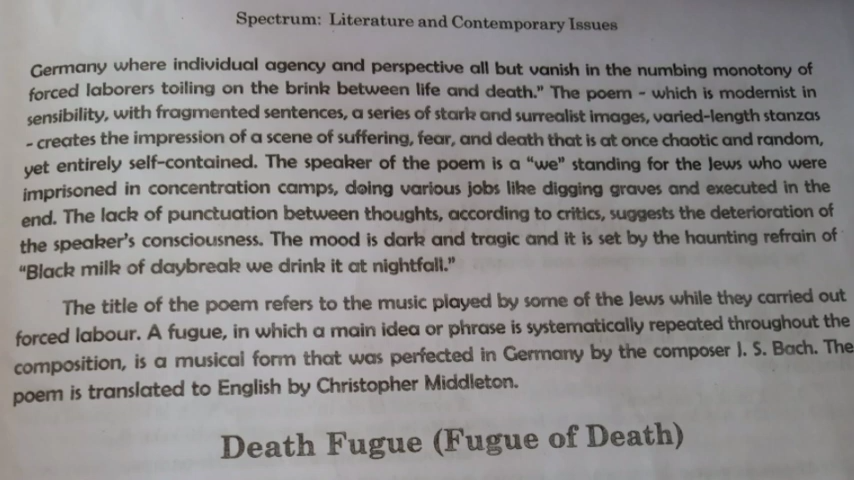 Spectrum: Literature and Contemporary Issues
Germany where individual agency and perspective all but vanish in the numbing monotony of
forced laborers toiling on the brink between life and death." The poem - which is modernist in
sensibility, with fragmented sentences, a series of stark and surrealist images, varied-length stanzas
- creates the impression of a scene of suffering, fear, and death that is at once chaotic and random,
yet entirely self-contained. The speaker of the poem is a "we" standing for the Jews who were
imprisoned in concentration camps, doing various jobs like digging graves and executed in the
end. The lack of punctuation between thoughts, according to critics, suggests the deterioration of
the speaker's consciousness. The mood is dark and tragic and it is set by the haunting refrain of
"Black milk of daybreak we drink it at nightfall."
The title of the poem refers to the music played by some of the Jews while they carried out
forced labour. A fugue, in which a main idea or phrase is systematically repeated throughout the
composition, is a musical form that was perfected in Germany by the composer J. S. Bach. The
poem is translated to English by Christopher Middleton.
Death Fugue (Fugue of Death)